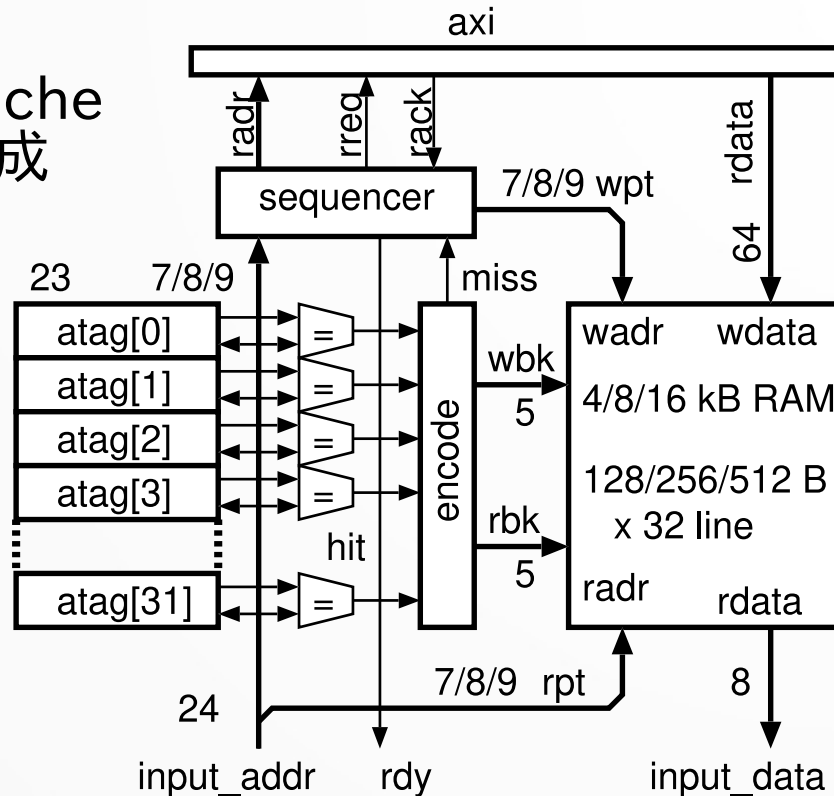 axi
che
成
radr
rreq
rack
rdata
64
sequencer
7/8/9 wpt
miss
23
7/8/9
atag[0]
=
atag[1]
=
atag[2]
=
atag[3]
=
atag[31]
=
hit
encode
wbk
5
rbk
5
wadr
wdata
4/8/16 kB RAM
128/256/512 B
x 32 line
radr
rdata
24
7/8/9 rpt
8
input_addr
rdy
input_data